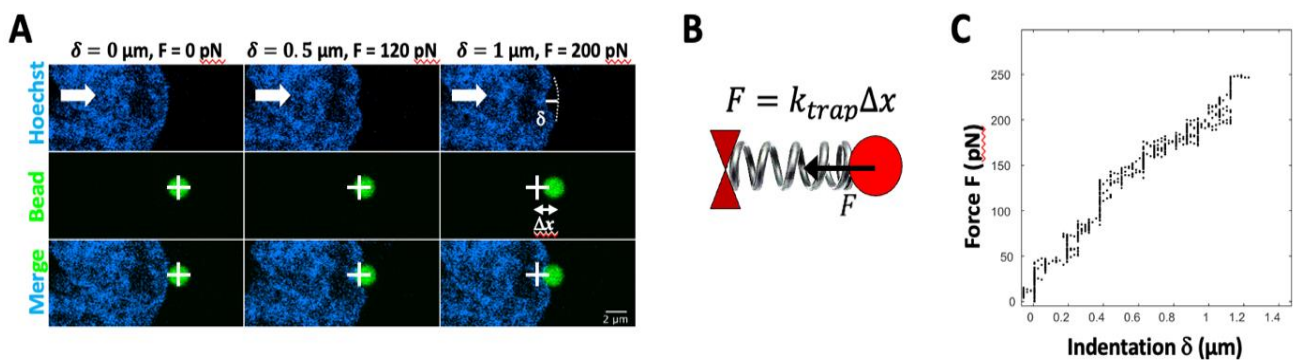 A
δ = 0 µm, F = 0 pN
δ = 0.5 µm, F = 120 pN
δ = 1 µm, F = 200 pN
Hoechst
δ
Bead
Δx
Merge
2 µm
B
F = k_trap Δx
F
C
Force F (pN)
250
200
150
100
50
0
0 0.2 0.4 0.6 0.8 1 1.2 1.4
Indentation δ (µm)